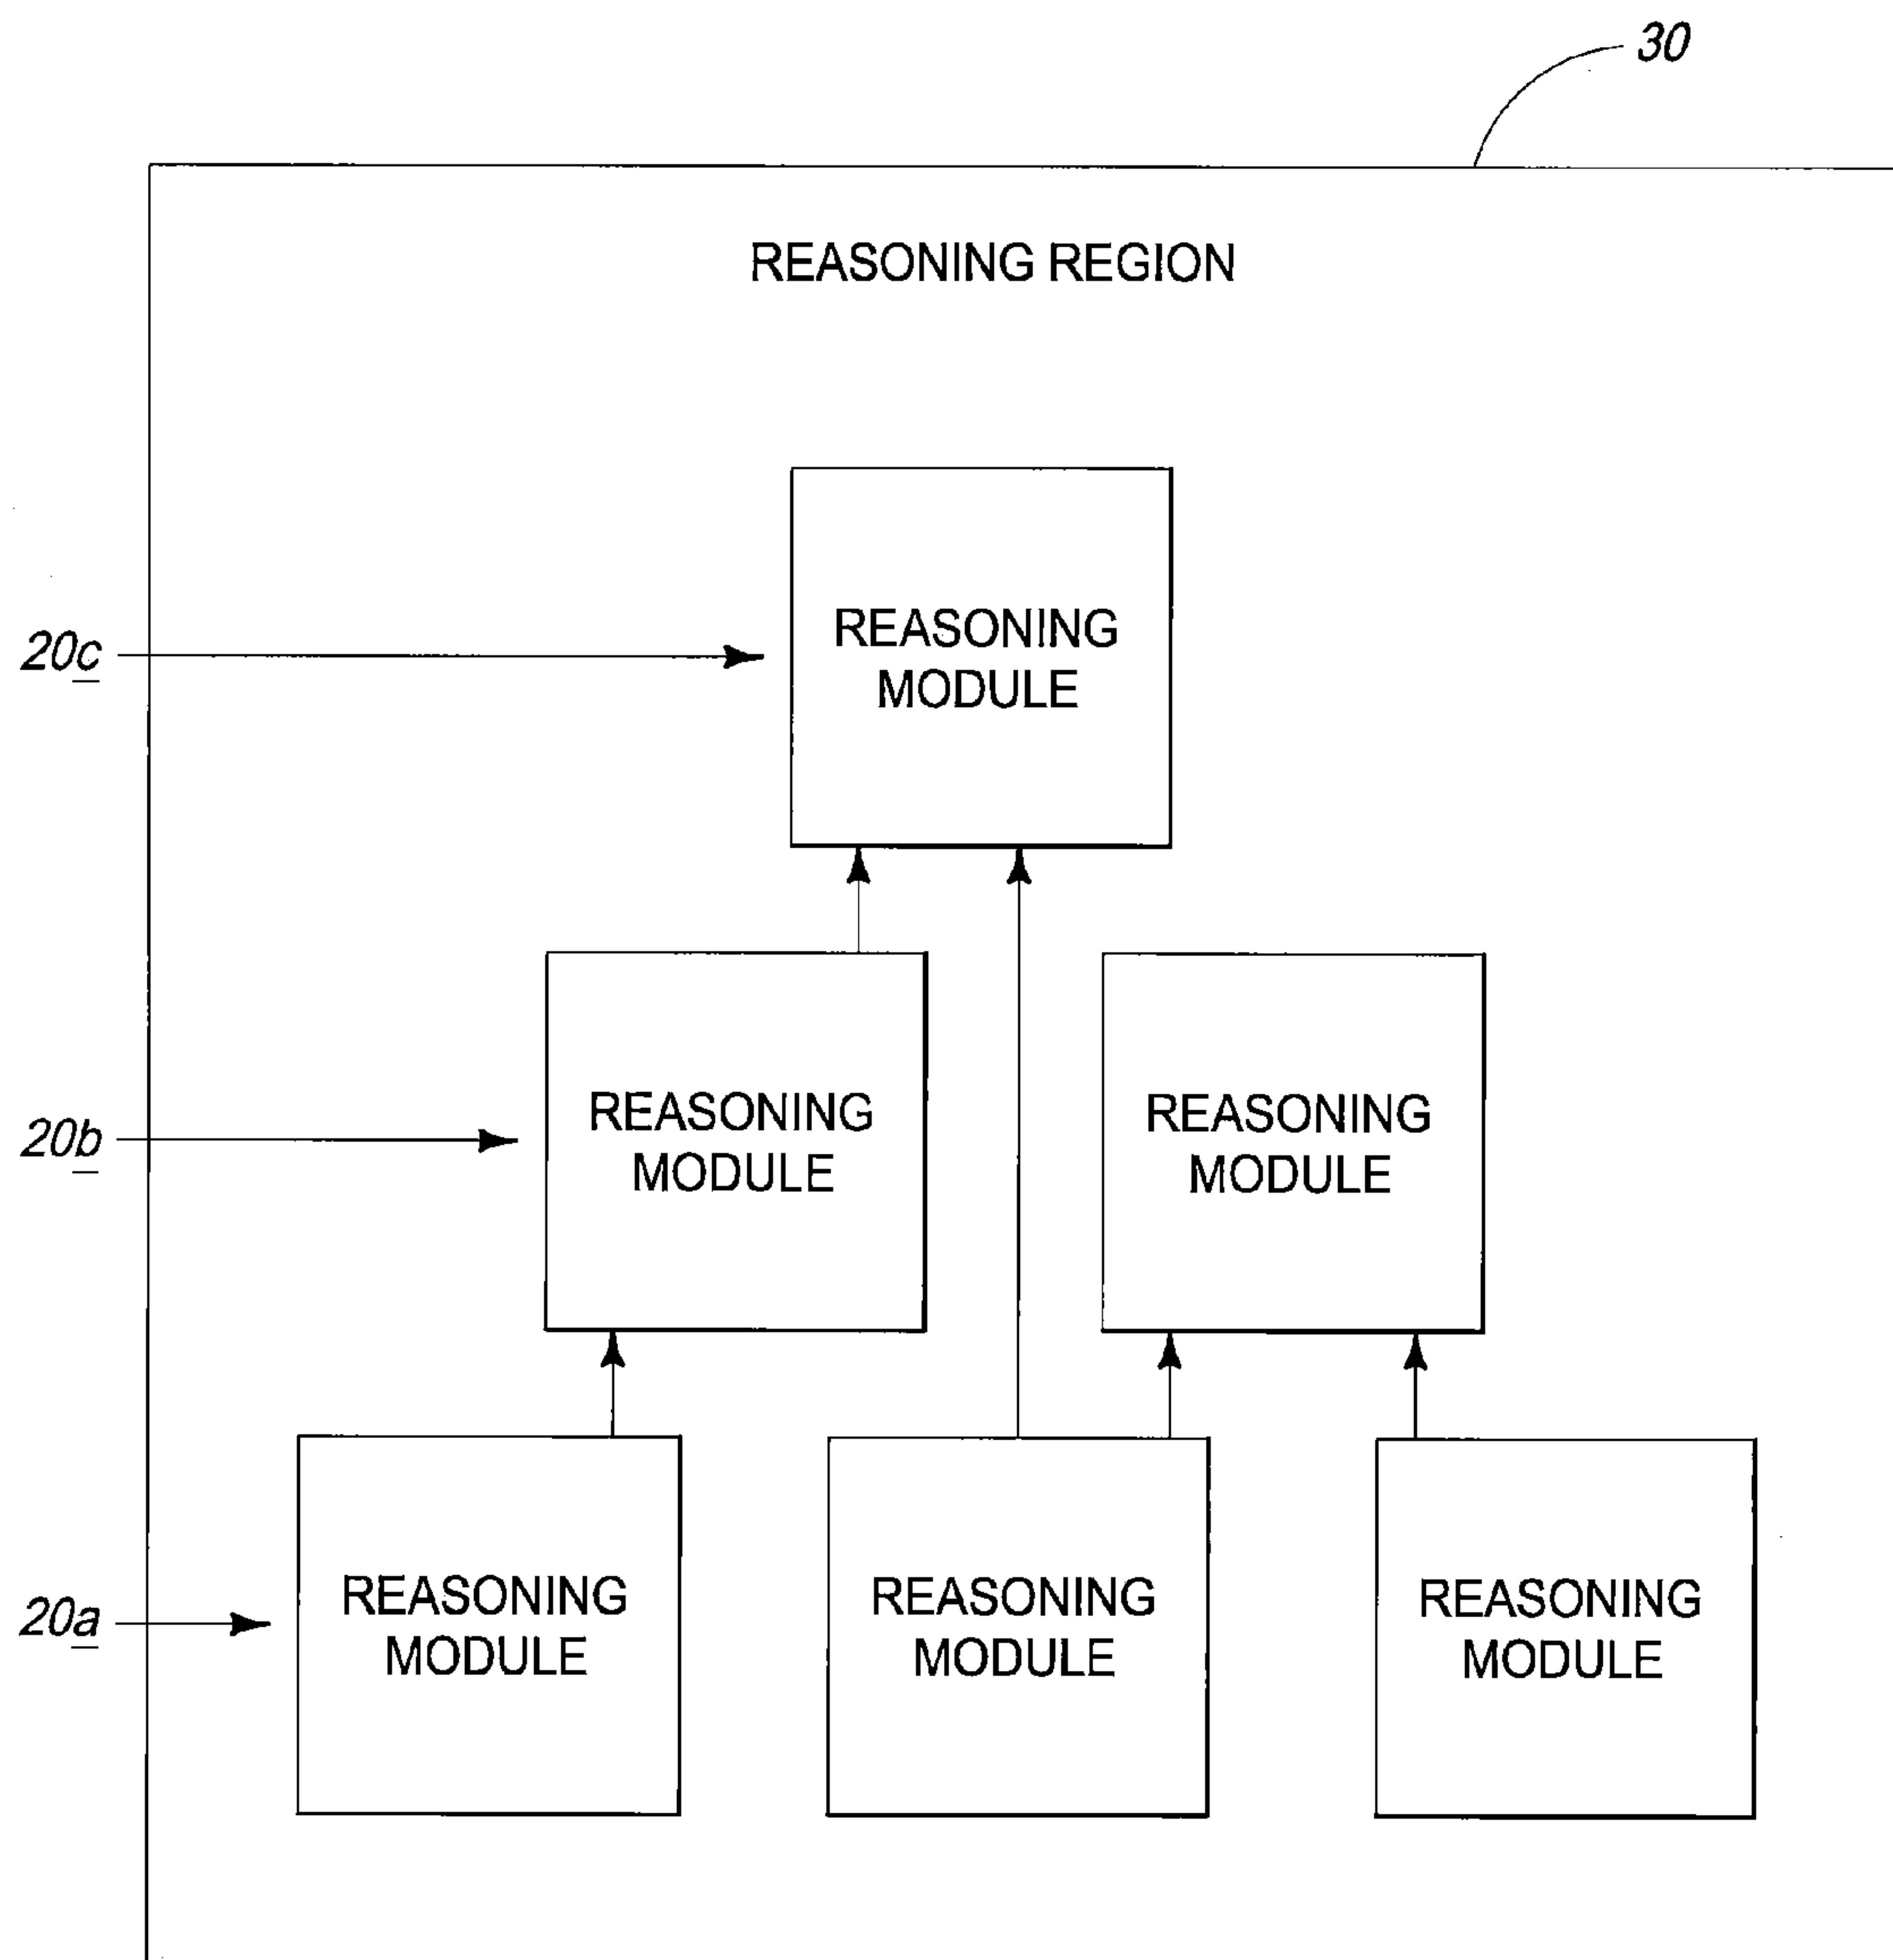 30
REASONING REGION
20c
REASONING
MODULE
20b
REASONING
MODULE
REASONING
MODULE
20a
REASONING
MODULE
REASONING
MODULE
REASONING
MODULE